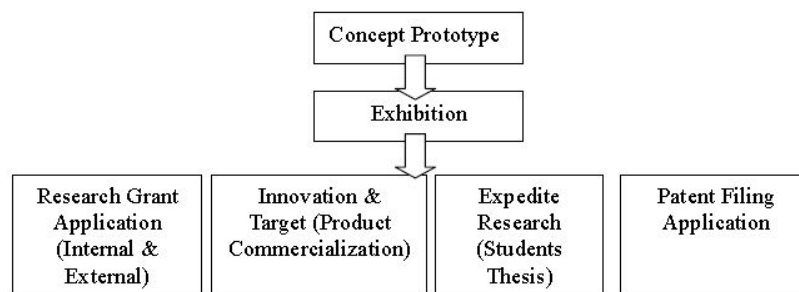 Concept Prototype
Exhibition
Research Grant
Application
(Internal &
External)
Innovation &
Target (Product
Commercialization)
Expedite
Research
(Students
Thesis)
Patent Filing
Application